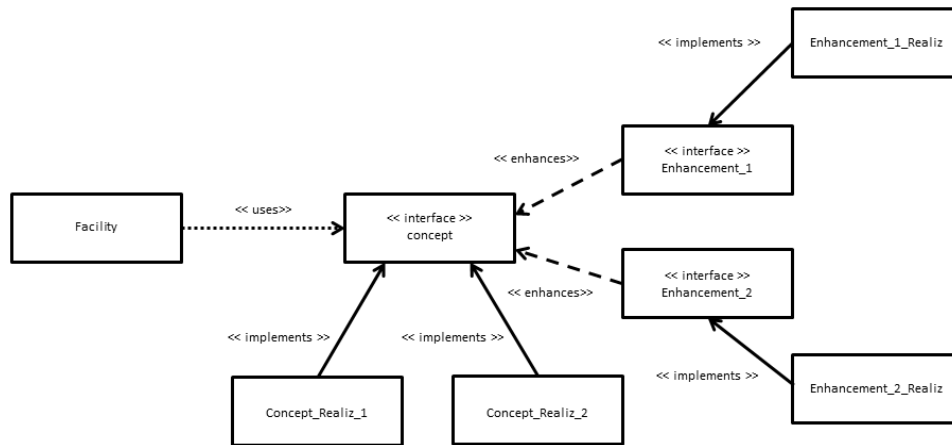 << implements >>
Enhancement_1_Realiz
<< interface >>
Enhancement_1
<< enhances>>
Facility
<< uses>>
<< interface >>
concept
<< interface >>
Enhancement_2
<< enhances>>
<< implements >>
<< implements >>
<< implements >>
Enhancement_2_Realiz
Concept_Realiz_1
Concept_Realiz_2